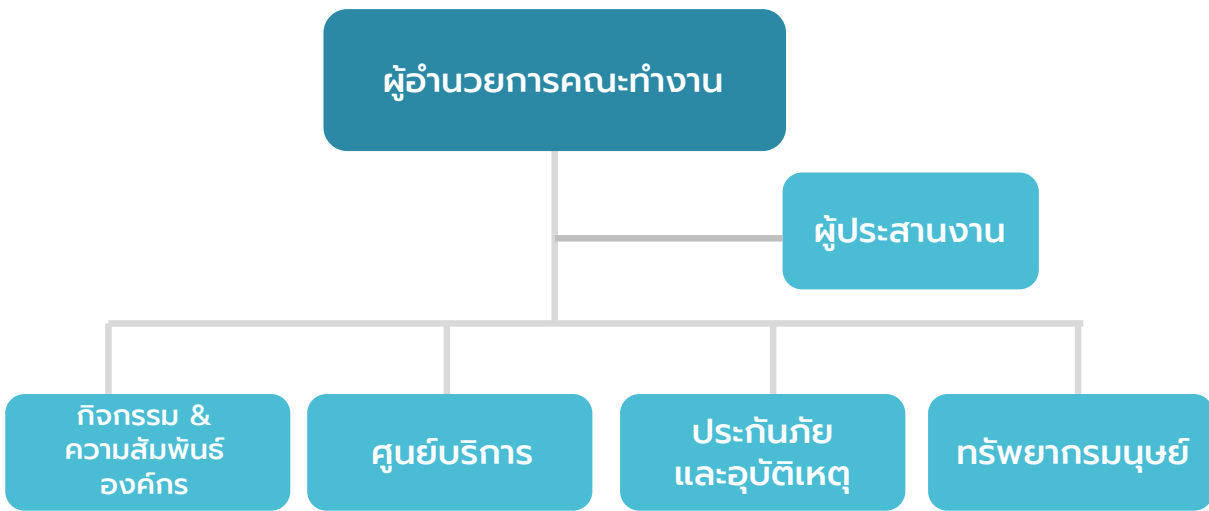 ผู้อำนวยการคณะทำงาน
ผู้ประสานงาน
กิจกรรม &
ความสัมพันธ์
องค์กร
ศูนย์บริการ
ประกันภัย
และอุบัติเหตุ
ทรัพยากรมนุษย์